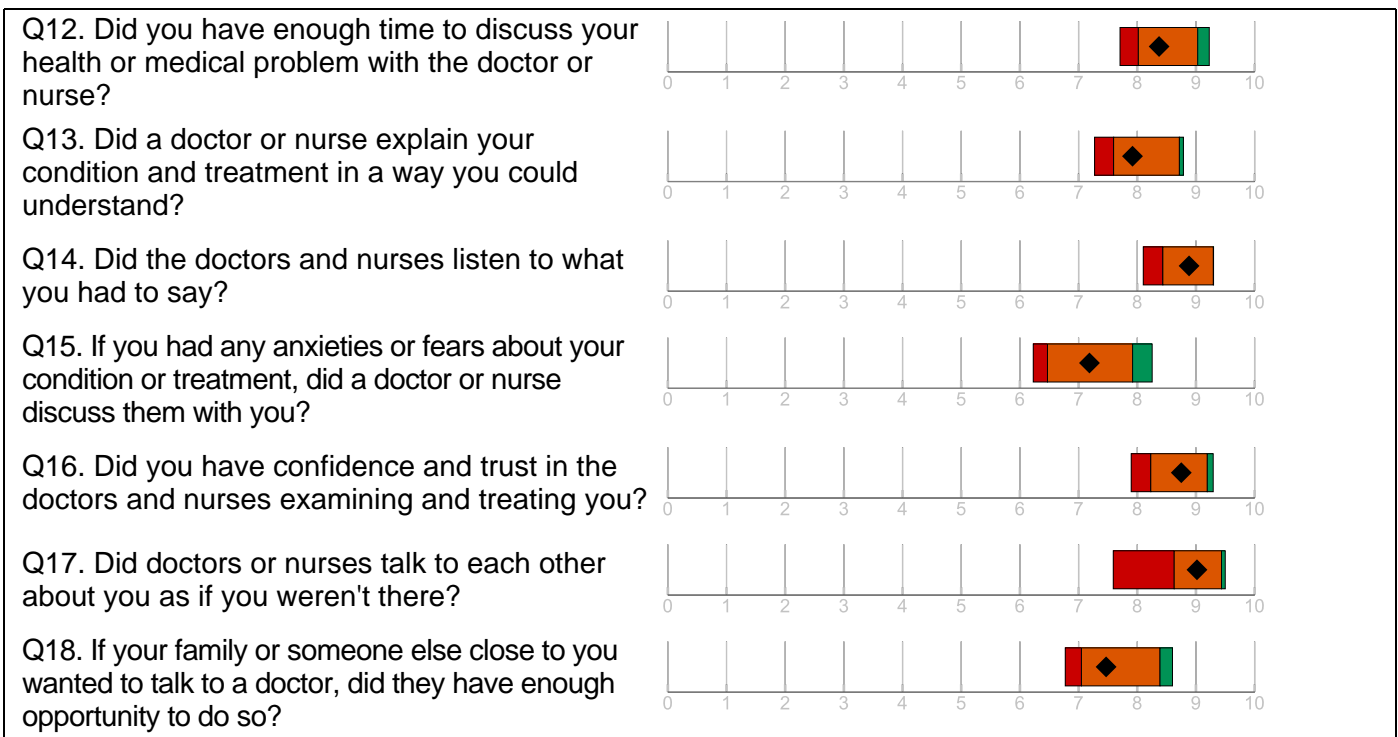 Q12. Did you have enough time to discuss your
health or medical problem with the doctor or
nurse?
0 1 2 3 4 5 6 7 8 9 10
Q13. Did a doctor or nurse explain your
condition and treatment in a way you could
understand?
0 1 2 3 4 5 6 7 8 9 10
Q14. Did the doctors and nurses listen to what
you had to say?
0 1 2 3 4 5 6 7 8 9 10
Q15. If you had any anxieties or fears about your
condition or treatment, did a doctor or nurse
discuss them with you?
0 1 2 3 4 5 6 7 8 9 10
Q16. Did you have confidence and trust in the
doctors and nurses examining and treating you?
0 1 2 3 4 5 6 7 8 9 10
Q17. Did doctors or nurses talk to each other
about you as if you weren't there?
0 1 2 3 4 5 6 7 8 9 10
Q18. If your family or someone else close to you
wanted to talk to a doctor, did they have enough
opportunity to do so?
0 1 2 3 4 5 6 7 8 9 10